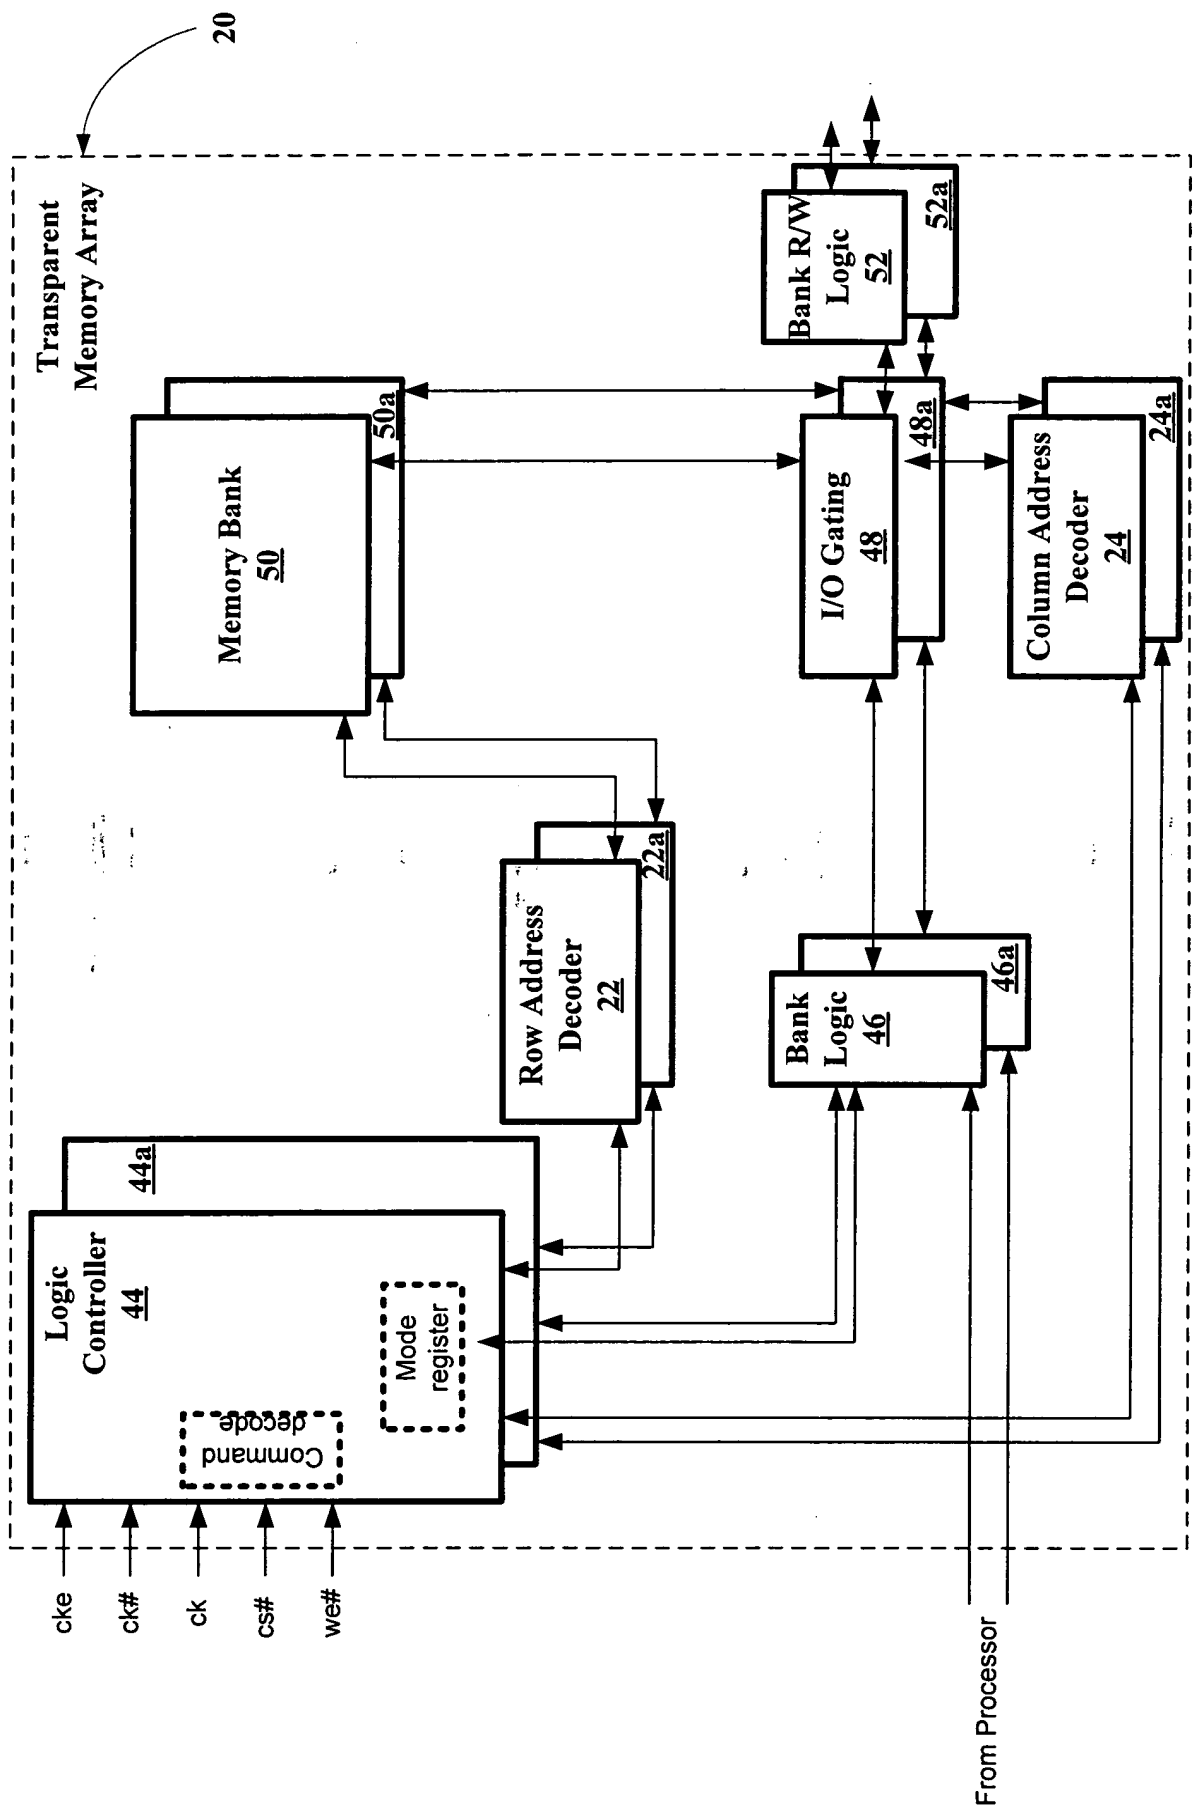 20
Transparent
Memory Array
cke
ck#
ck
cs#
we#
Logic
Controller
44
44a
Command
decode
Mode
register
Row Address
Decoder
22
22a
Memory Bank
50
50a
Bank
Logic
46
46a
I/O Gating
48
48a
Bank R/W
Logic
52
52a
Column Address
Decoder
24
24a
From Processor